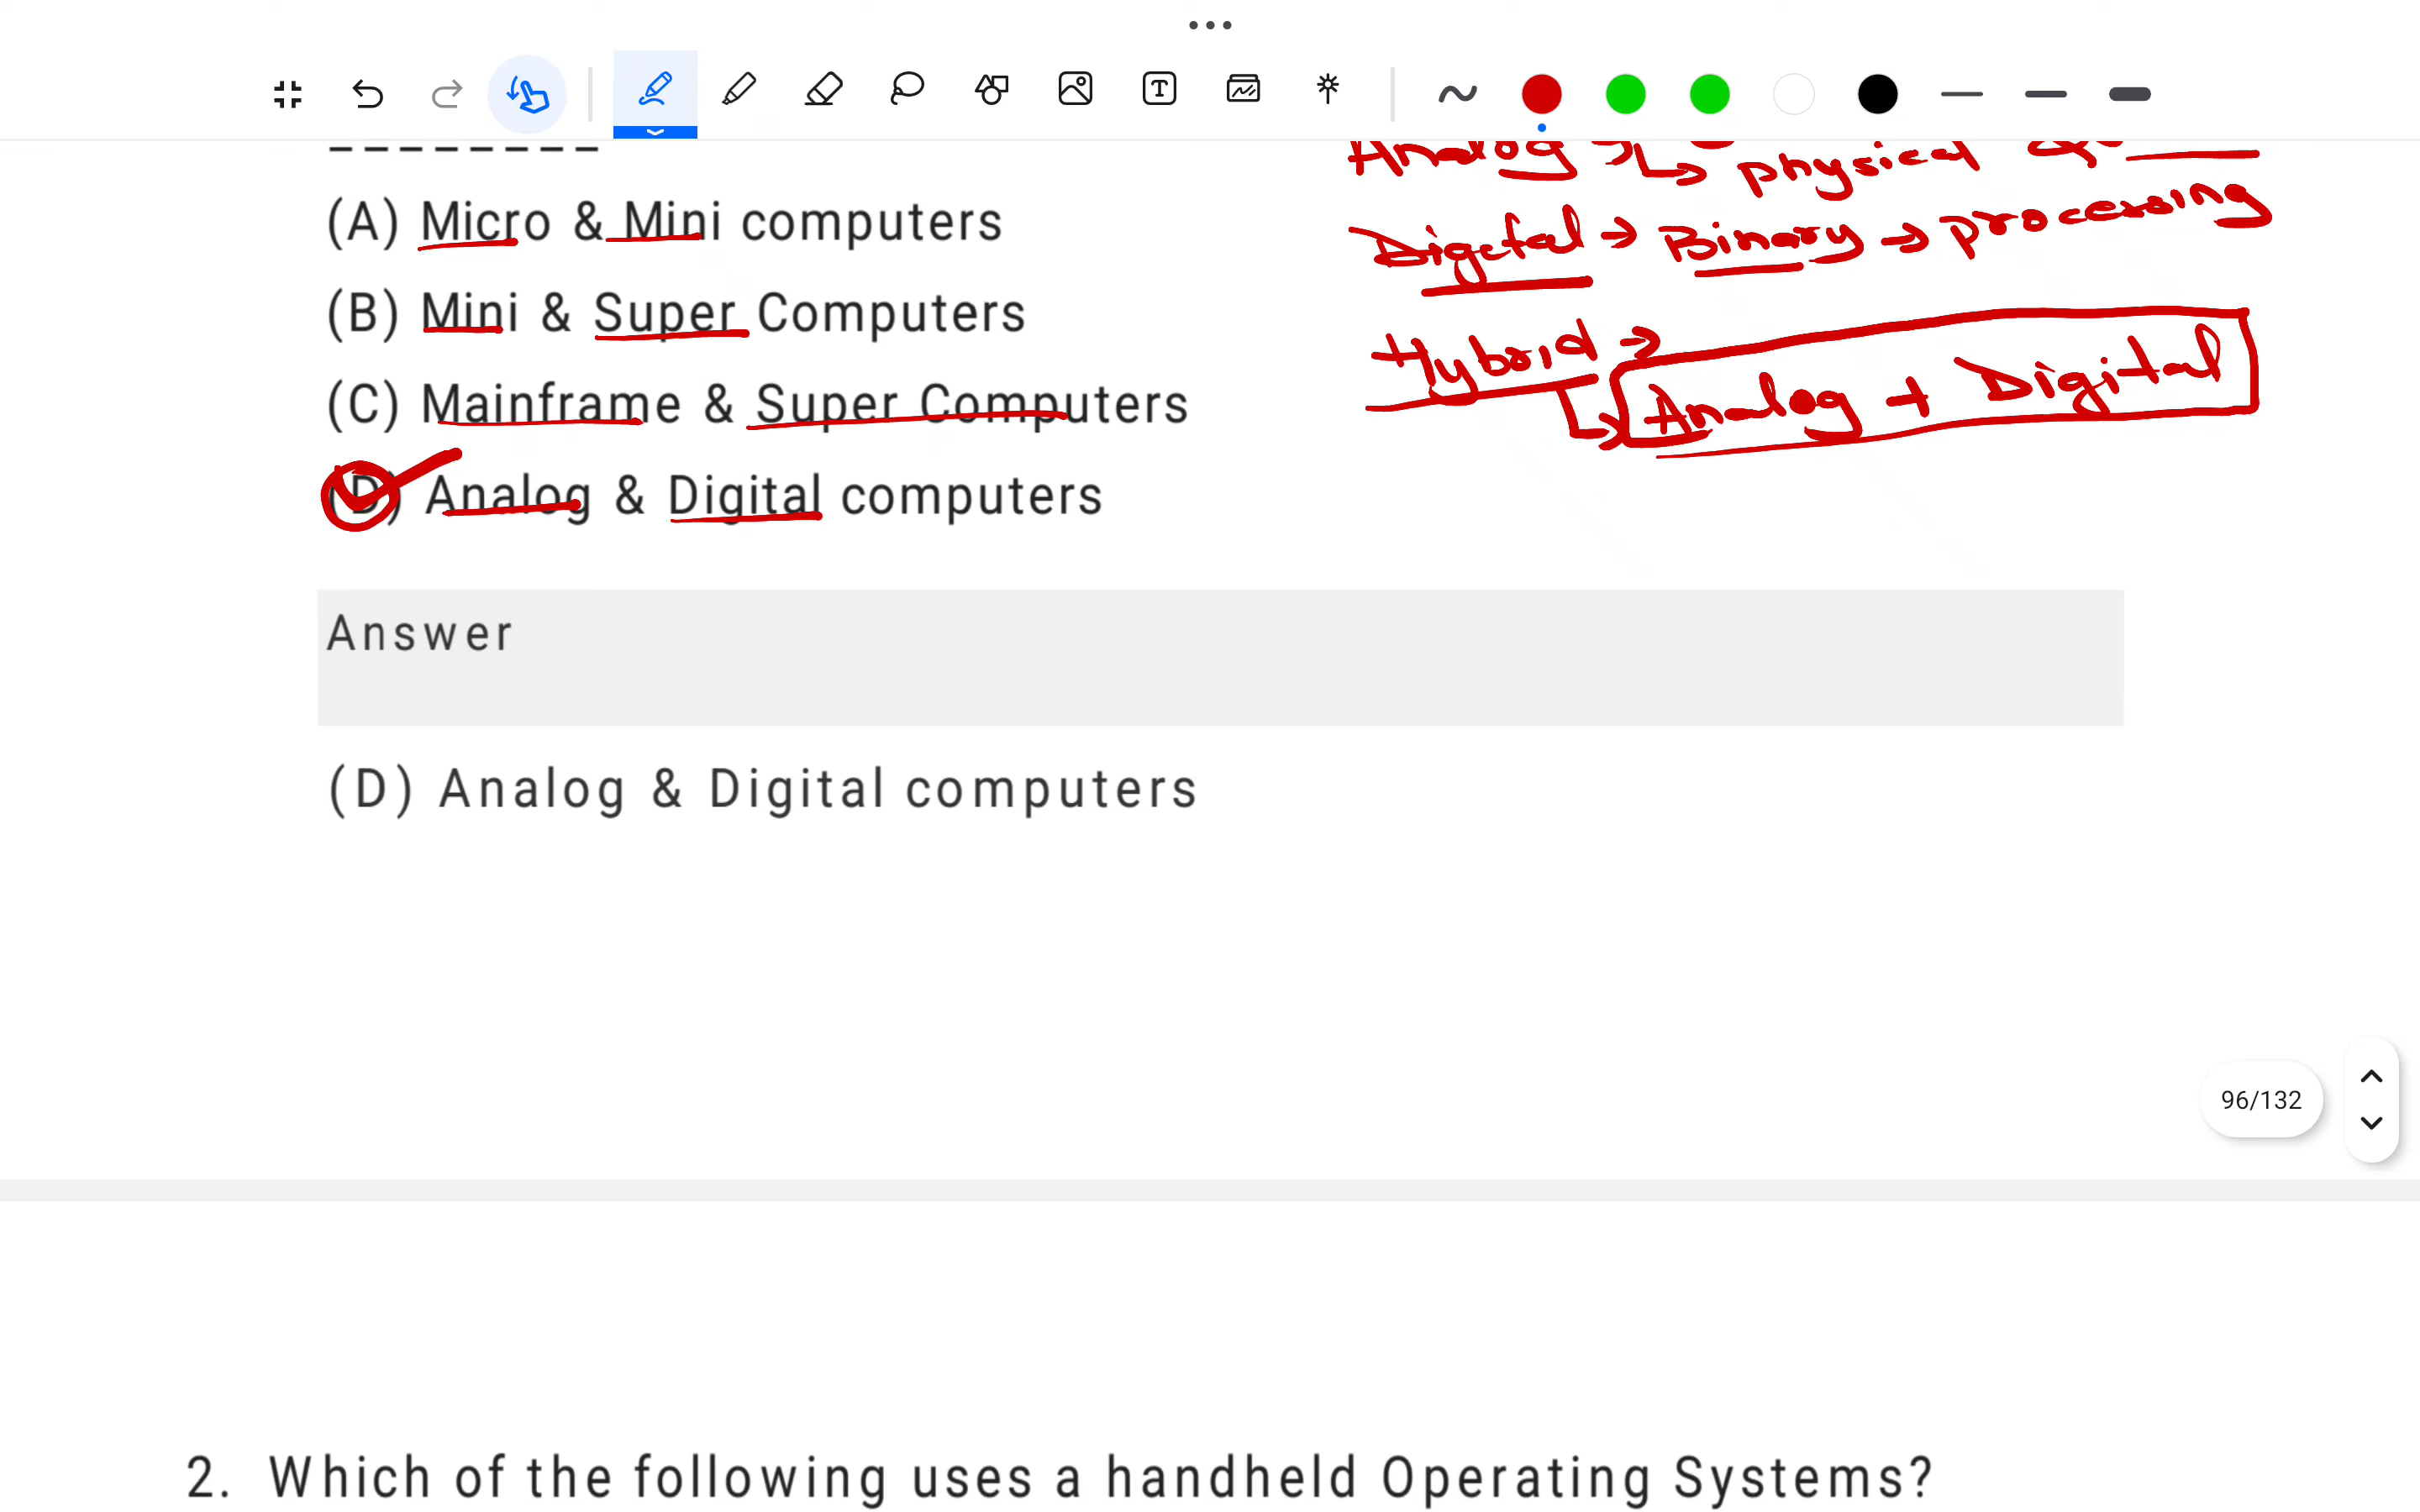 Analog → physical
(A) Micro & Mini computers
Digital → Binary → processing
(B) Mini & Super Computers
Hybrid →
Analog + Digital
(C) Mainframe & Super Computers
(D) Analog & Digital computers
Answer
(D) Analog & Digital computers
96/132
2. Which of the following uses a handheld Operating Systems?